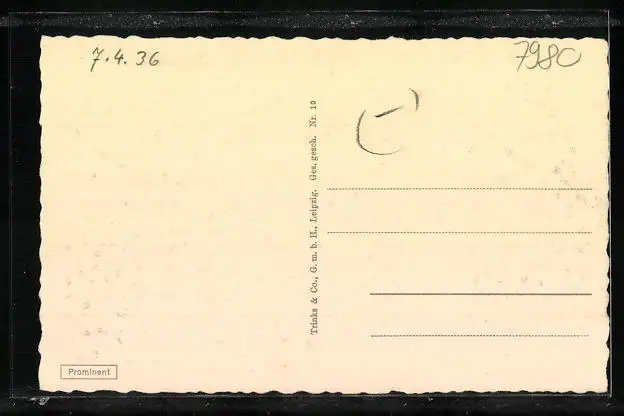 7.4.36
7980
Trinks & Co., G. m. b. H., Leipzig. Ges. gesch. Nr. 10
Prominent